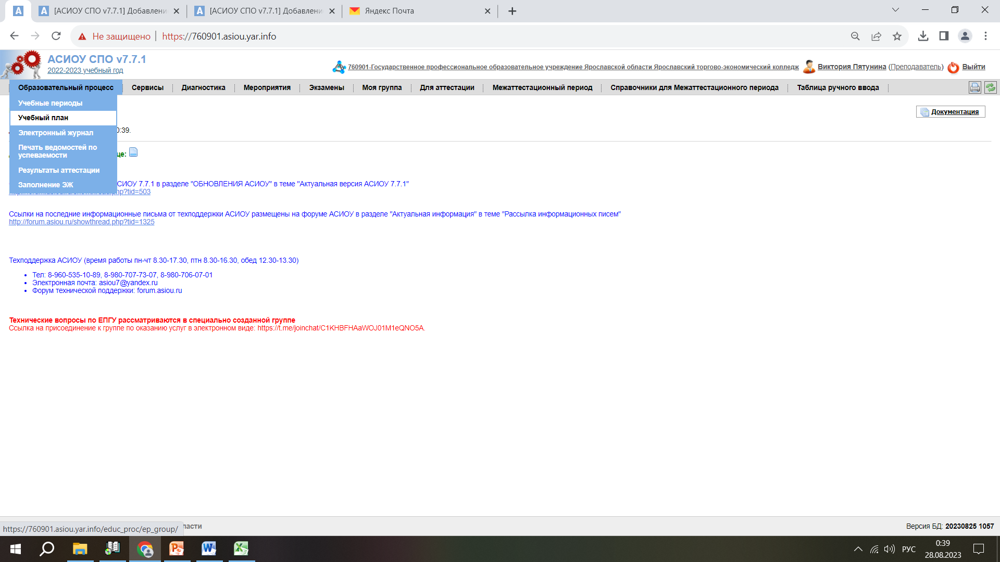 [АСИОУ СПО v7.7.1] Добавлени
[АСИОУ СПО v7.7.1] Добавлени
Яндекс Почта
Не защищено
https://760901.asiou.yar.info
АСИОУ СПО v7.7.1
2022-2023 учебный год
760901-Государственное профессиональное образовательное учреждение Ярославской области Ярославский торгово-экономический колледж
Виктория Пятунина (Преподаватель)
Выйти
Образовательный процесс
Сервисы
Диагностика
Мероприятия
Экзамены
Моя группа
Для аттестации
Межаттестационный период
Справочники для Межаттестационного периода
Таблица ручного ввода
Учебные периоды
Учебный план
Электронный журнал
Печать ведомостей по
успеваемости
Результаты аттестации
Заполнение ЭЖ
Документация
0:39.
це:
СИОУ 7.7.1 в разделе "ОБНОВЛЕНИЯ АСИОУ" в теме "Актуальная версия АСИОУ 7.7.1"
hp?tid=503
Ссылки на последние информационные письма от техподдержки АСИОУ размещены на форуме АСИОУ в разделе "Актуальная информация" в теме "Рассылка информационных писем"
http://forum.asiou.ru/showthread.php?tid=1325
Техподдержка АСИОУ (время работы пн-чт 8.30-17.30, птн 8.30-16.30, обед 12.30-13.30)
• Тел: 8-960-535-10-89, 8-980-707-73-07, 8-980-706-07-01
• Электронная почта: asiou7@yandex.ru
• Форум технической поддержки: forum.asiou.ru
Технические вопросы по ЕПГУ рассматриваются в специально созданной группе
Ссылка на присоединение к группе по оказанию услуг в электронном виде: https://t.me/joinchat/C1KHBFHAaWOJ01M1eQNO5A.
https://760901.asiou.yar.info/educ_proc/ep_group/
ласти
Версия БД: 20230825 1057
РУС
0:39
28.08.2023